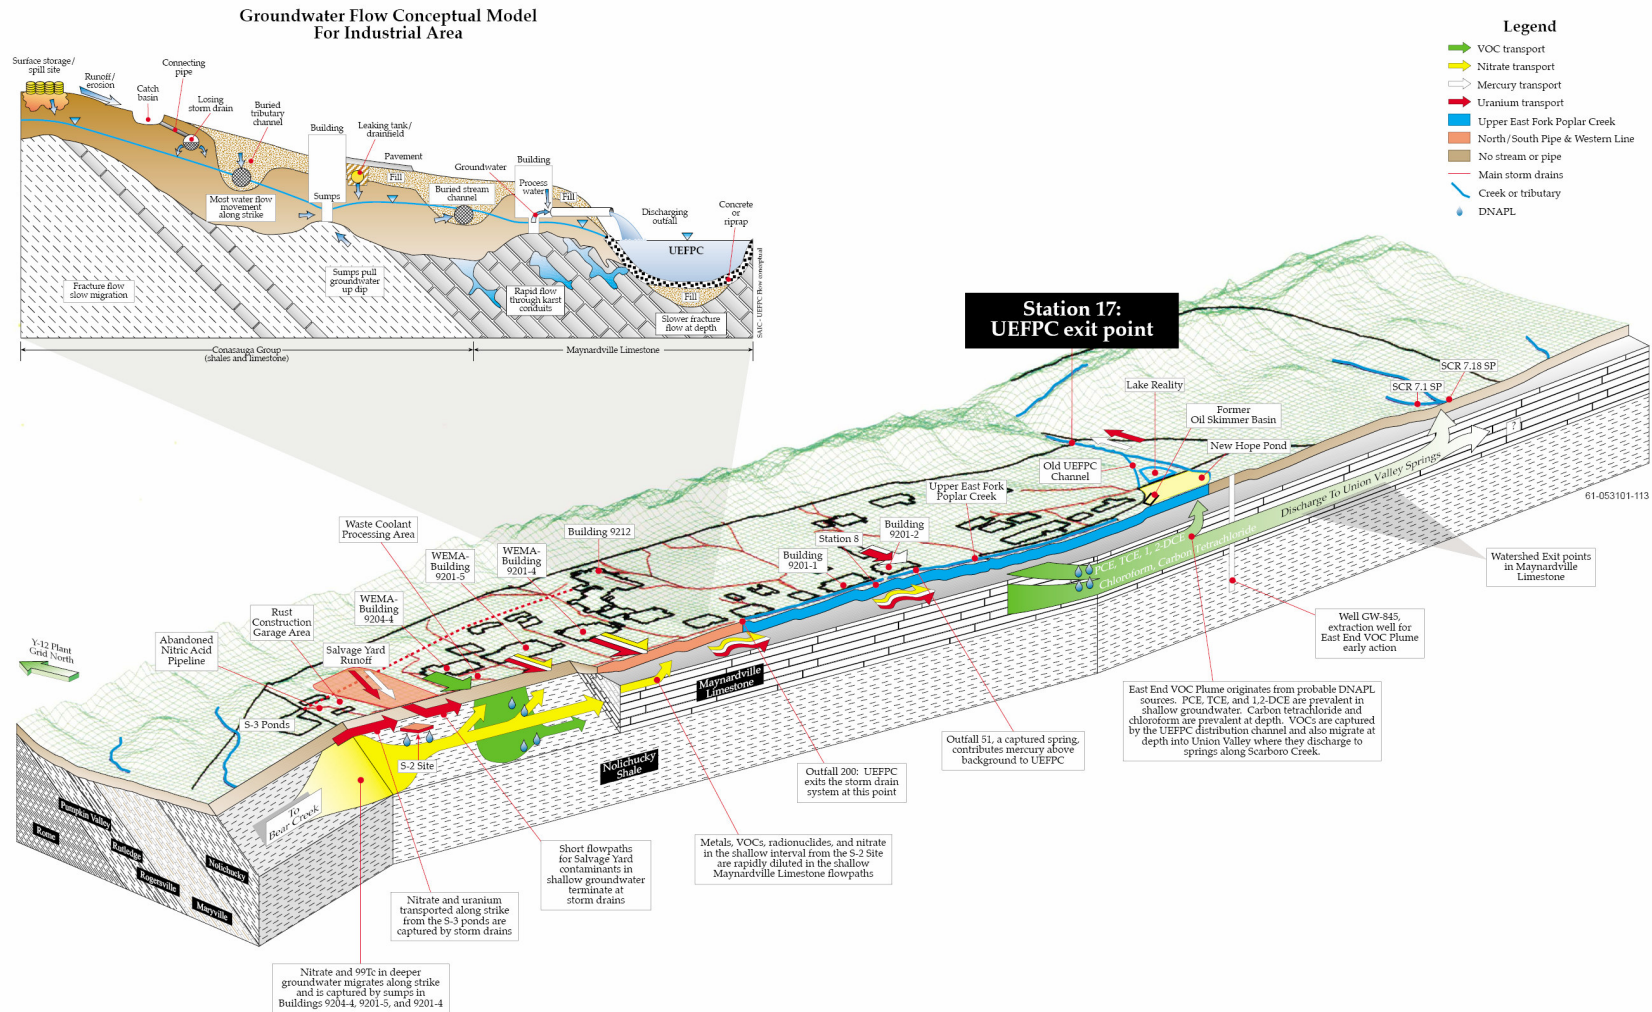 Groundwater Flow Conceptual Model
For Industrial Area
Surface storage/
spill site
Runoff/
erosion
Catch
basin
Connecting
pipe
Losing
storm drain
Buried
tributary
channel
Building
Leaking tank/
drainfield
Pavement
Fill
Groundwater
Building
Process
water
Fill
Discharging
outfall
Concrete
or
riprap
Most water flow
movement
along strike
Sumps
Buried stream
channel
UEFPC
Fracture flow
slow migration
Sumps pull
groundwater
up dip
Rapid flow
through karst
conduits
Fill
Slower fracture
flow at depth
SAIC - UEFPC Flow conceptual
Conasauga Group
(shales and limestone)
Maynardville Limestone
Legend
VOC transport
Nitrate transport
Mercury transport
Uranium transport
Upper East Fork Poplar Creek
North/South Pipe & Western Line
No stream or pipe
Main storm drains
Creek or tributary
DNAPL
Station 17:
UEFPC exit point
Lake Reality
Former
Oil Skimmer Basin
New Hope Pond
SCR 7.1 SP
SCR 7.18 SP
Old UEFPC
Channel
Upper East Fork
Poplar Creek
Building
9201-2
Station 8
Building
9201-1
Building 9212
Waste Coolant
Processing Area
WEMA-
Building
9201-5
WEMA-
Building
9201-4
WEMA-
Building
9204-4
Rust
Construction
Garage Area
Salvage Yard
Runoff
Abandoned
Nitric Acid
Pipeline
Y-12 Plant
Grid North
S-3 Ponds
S-2 Site
To
Bear Creek
Rome
Pumpkin Valley
Rutledge
Rogersville
Maryville
Nolichucky
Nolichucky
Shale
Maynardville
Limestone
PCE, TCE, 1, 2-DCE
Chloroform, Carbon Tetrachloride
Discharge To Union Valley Springs
?
61-053101-113
Watershed Exit points
in Maynardville
Limestone
Well GW-845,
extraction well for
East End VOC Plume
early action
East End VOC Plume originates from probable DNAPL
sources. PCE, TCE, and 1,2-DCE are prevalent in
shallow groundwater. Carbon tetrachloride and
chloroform are prevalent at depth. VOCs are captured
by the UEFPC distribution channel and also migrate at
depth into Union Valley where they discharge to
springs along Scarboro Creek.
Outfall 51, a captured spring,
contributes mercury above
background to UEFPC
Outfall 200: UEFPC
exits the storm drain
system at this point
Metals, VOCs, radionuclides, and nitrate
in the shallow interval from the S-2 Site
are rapidly diluted in the shallow
Maynardville Limestone flowpaths
Short flowpaths
for Salvage Yard
contaminants in
shallow groundwater
terminate at
storm drains
Nitrate and uranium
transported along strike
from the S-3 ponds are
captured by storm drains
Nitrate and 99Tc in deeper
groundwater migrates along strike
and is captured by sumps in
Buildings 9204-4, 9201-5, and 9201-4